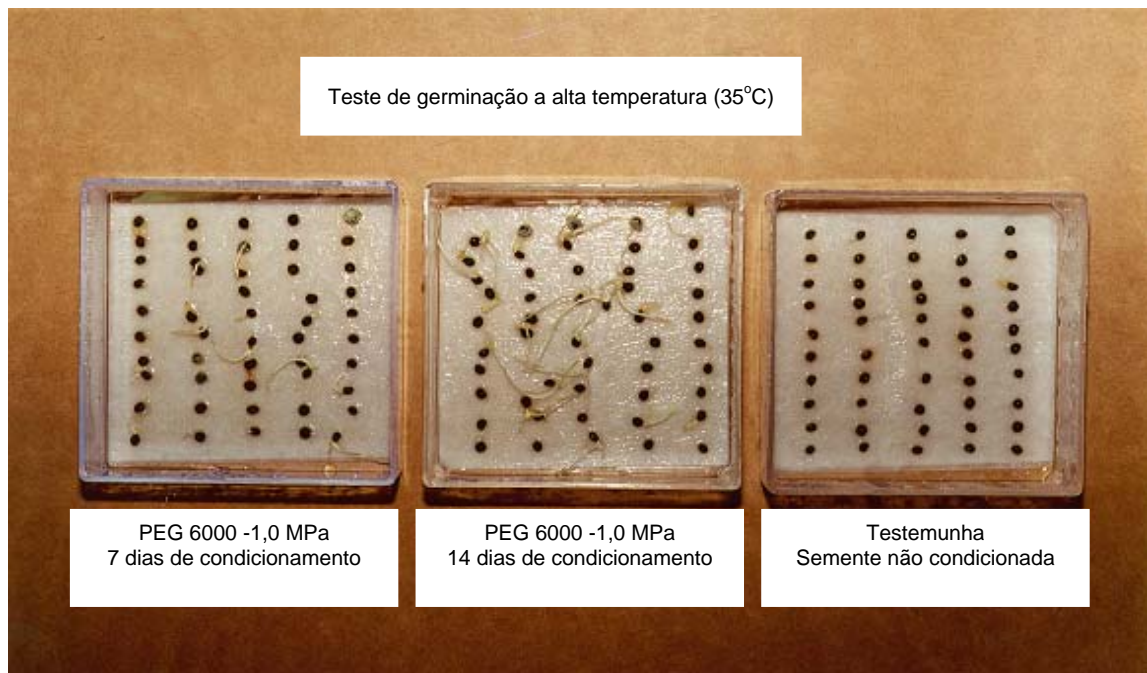 Teste de germinação a alta temperatura (35°C)
PEG 6000 -1,0 MPa
7 dias de condicionamento
PEG 6000 -1,0 MPa
14 dias de condicionamento
Testemunha
Semente não condicionada